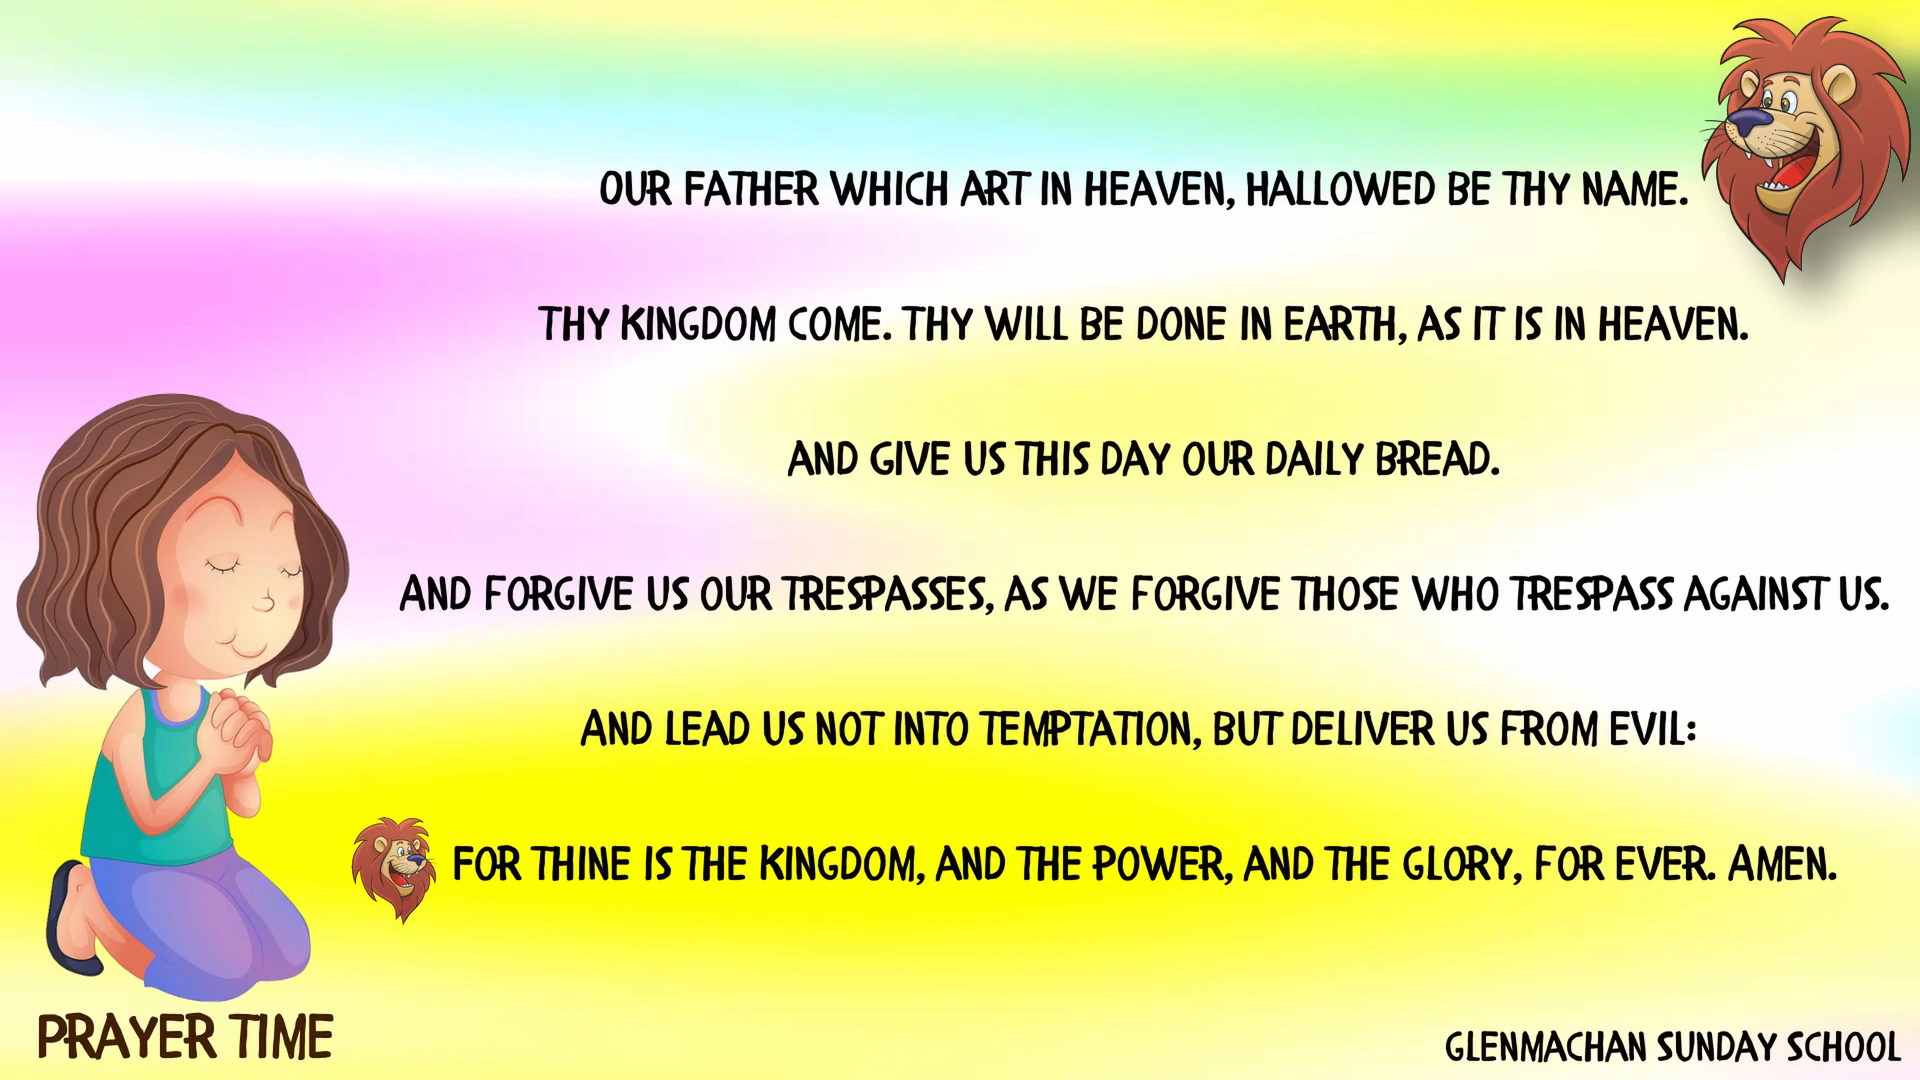 OUR FATHER WHICH ART IN HEAVEN, HALLOWED BE THY NAME.
THY KINGDOM COME. THY WILL BE DONE IN EARTH, AS IT IS IN HEAVEN.
AND GIVE US THIS DAY OUR DAILY BREAD.
AND FORGIVE US OUR TRESPASSES, AS WE FORGIVE THOSE WHO TRESPASS AGAINST US.
AND LEAD US NOT INTO TEMPTATION, BUT DELIVER US FROM EVIL:
FOR THINE IS THE KINGDOM, AND THE POWER, AND THE GLORY, FOR EVER. AMEN.
PRAYER TIME
GLENMACHAN SUNDAY SCHOOL